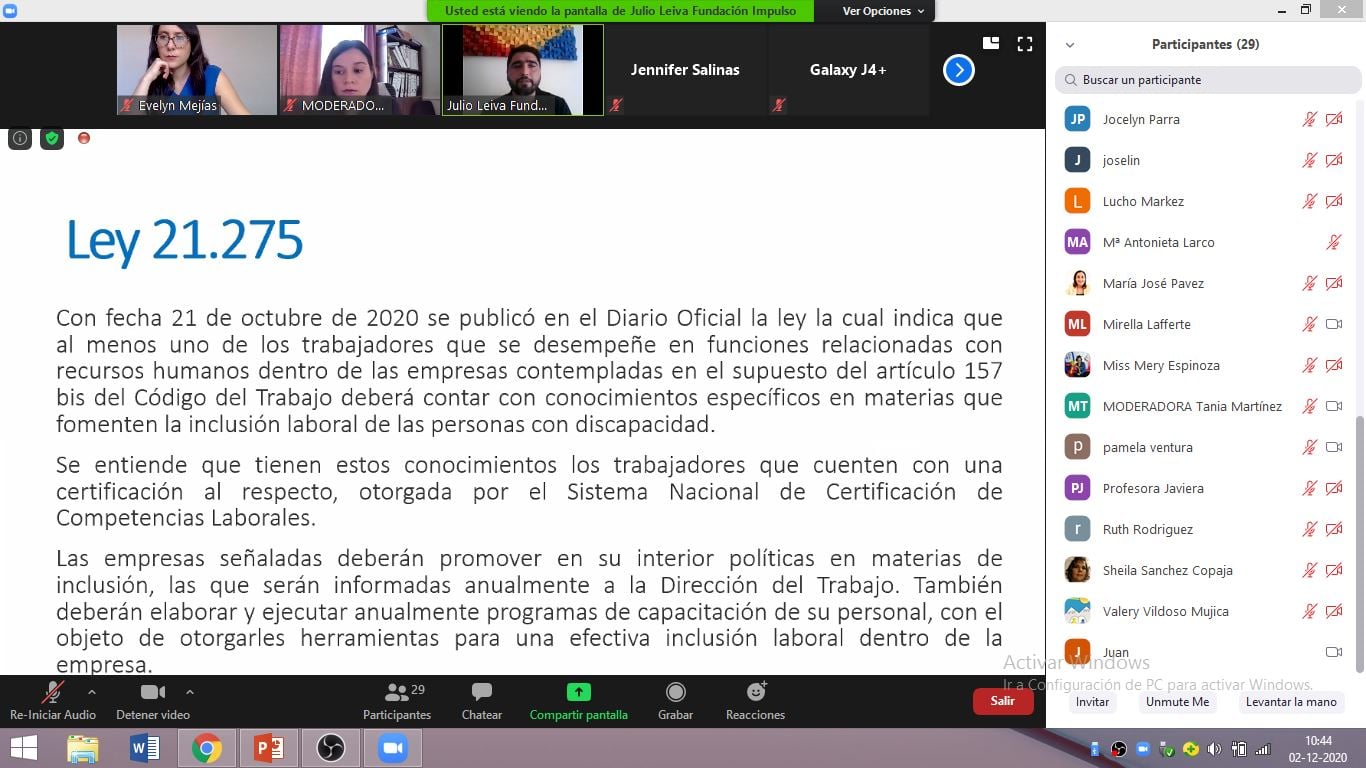 Usted está viendo la pantalla de Julio Leiva Fundación Impulso
Ver Opciones
Evelyn Mejías
MODERADO...
Julio Leiva Fund...
Jennifer Salinas
Galaxy J4+
Ley 21.275
Con fecha 21 de octubre de 2020 se publicó en el Diario Oficial la ley la cual indica que
al menos uno de los trabajadores que se desempeñe en funciones relacionadas con
recursos humanos dentro de las empresas contempladas en el supuesto del artículo 157
bis del Código del Trabajo deberá contar con conocimientos específicos en materias que
fomenten la inclusión laboral de las personas con discapacidad.
Se entiende que tienen estos conocimientos los trabajadores que cuenten con una
certificación al respecto, otorgada por el Sistema Nacional de Certificación de
Competencias Laborales.
Las empresas señaladas deberán promover en su interior políticas en materias de
inclusión, las que serán informadas anualmente a la Dirección del Trabajo. También
deberán elaborar y ejecutar anualmente programas de capacitación de su personal, con el
objeto de otorgarles herramientas para una efectiva inclusión laboral dentro de la
empresa.
Participantes (29)
Buscar un participante
JP Jocelyn Parra
J joselin
L Lucho Markez
MA Mª Antonieta Larco
María José Pavez
ML Mirella Lafferte
Miss Mery Espinoza
MT MODERADORA Tania Martínez
p pamela ventura
PJ Profesora Javiera
r Ruth Rodriguez
Sheila Sanchez Copaja
Valery Vildoso Mujica
J Juan
Activar Windows
Ir a Configuración de PC para activar Windows.
Invitar
Unmute Me
Levantar la mano
Re-Iniciar Audio
Detener video
29
Participantes
Chatear
Compartir pantalla
Grabar
Reacciones
Salir
10:44
02-12-2020